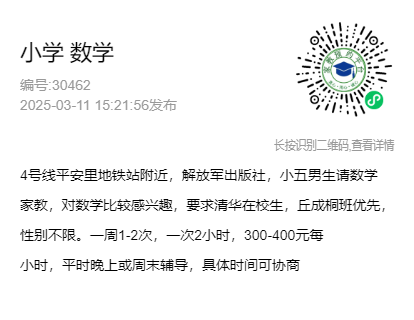 小学 数学
编号:30462
2025-03-11 15:21:56发布
长按识别二维码,查看详情
4号线平安里地铁站附近，解放军出版社，小五男生请数学
家教，对数学比较感兴趣，要求清华在校生，丘成桐班优先，
性别不限。一周1-2次，一次2小时，300-400元每
小时，平时晚上或周末辅导，具体时间可协商